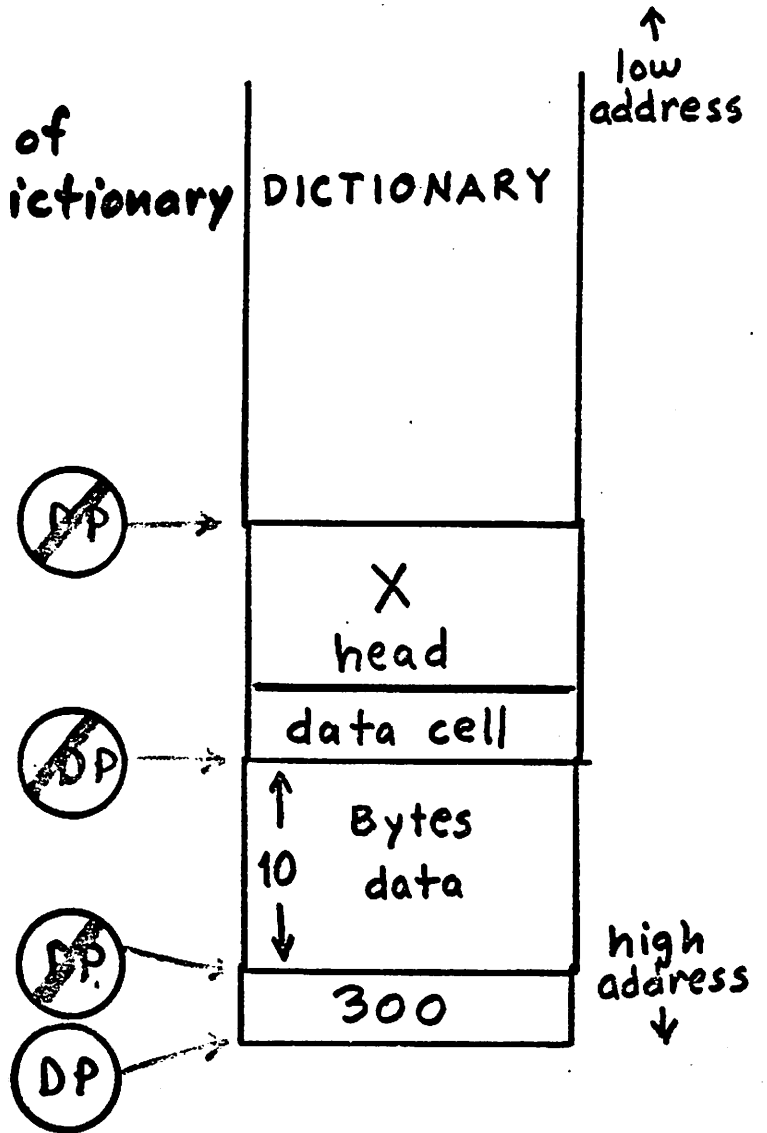 ↑
low
address
of
ictionary
DICTIONARY
DP
X
head
data cell
DP
↑
10
↓
Bytes
data
DP
high
address
↓
300
DP